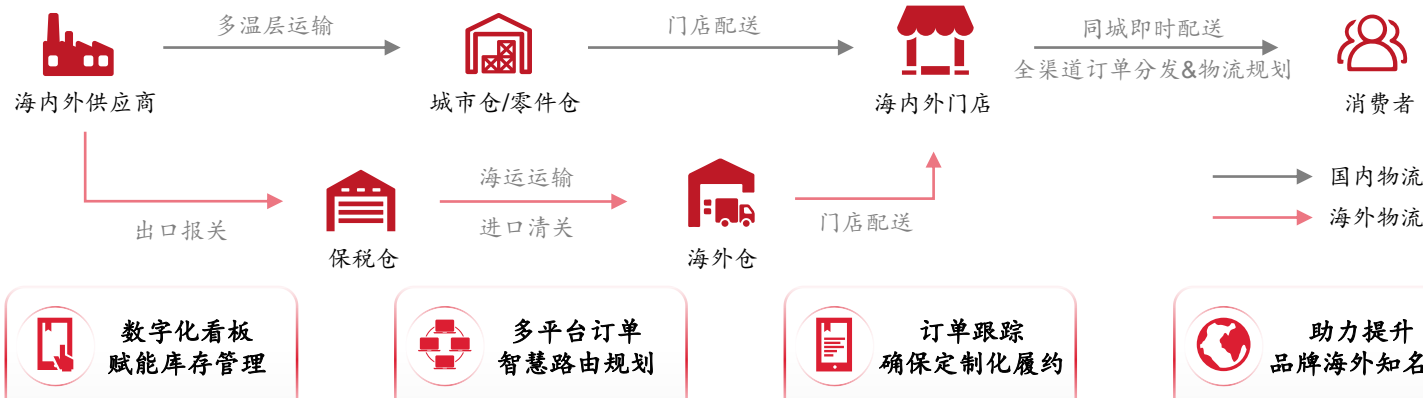 多温层运输
门店配送
同城即时配送
全渠道订单分发&物流规划
海内外供应商
城市仓/零件仓
海内外门店
消费者
海运运输
国内物流
出口报关
进口清关
门店配送
海外物流
保税仓
海外仓
数字化看板
赋能库存管理
多平台订单
智慧路由规划
订单跟踪
确保定制化履约
助力提升
品牌海外知名